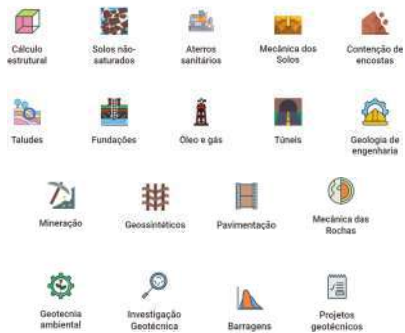 Cálculo
estrutural
Solos não-
saturados
Aterros
sanitários
Mecânica dos
Solos
Contenção de
encostas
Taludes
Fundações
Óleo e gás
Túneis
Geologia de
engenharia
Mineração
Geossintéticos
Pavimentação
Mecânica das
Rochas
Geotecnia
ambiental
Investigação
Geotécnica
Barragens
Projetos
geotécnicos